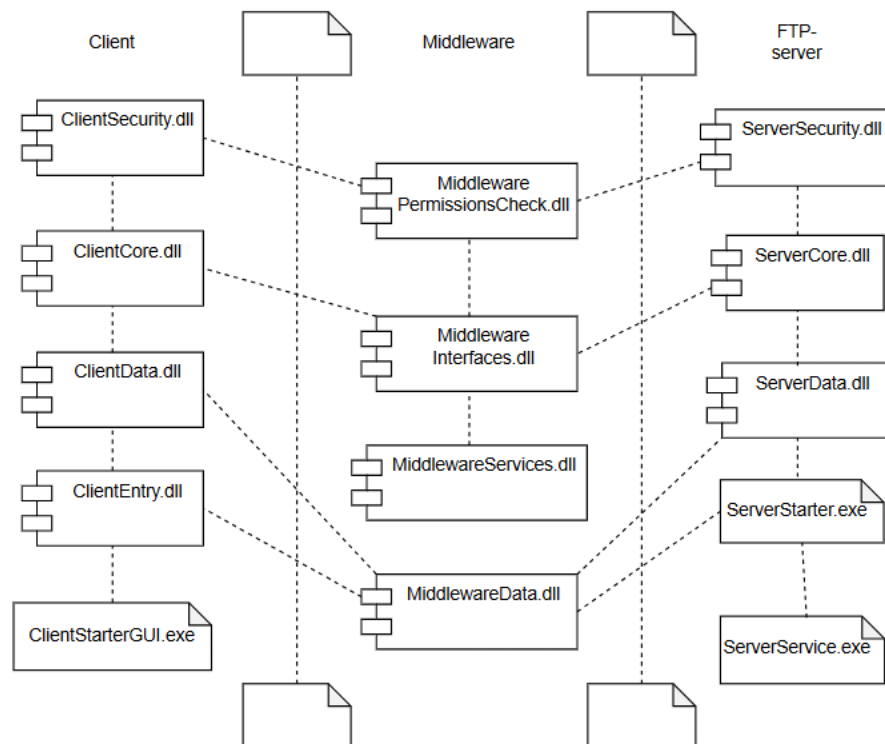 Client
Middleware
FTP-
server
ClientSecurity.dll
ServerSecurity.dll
Middleware
PermissionsCheck.dll
ClientCore.dll
ServerCore.dll
Middleware
Interfaces.dll
ClientData.dll
ServerData.dll
MiddlewareServices.dll
ClientEntry.dll
ServerStarter.exe
MiddlewareData.dll
ClientStarterGUI.exe
ServerService.exe